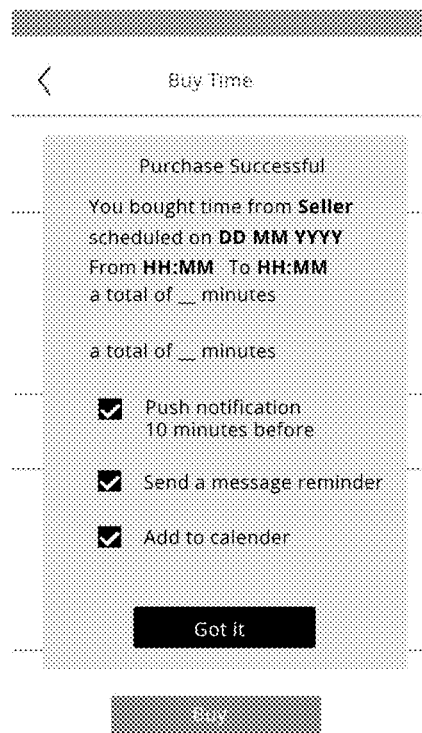 Buy Time
Purchase Successful
You bought time from Seller
scheduled on DD MM YYYY
From HH:MM To HH:MM
a total of __ minutes
a total of __ minutes
Push notification
10 minutes before
Send a message reminder
Add to calender
Got it
Buy